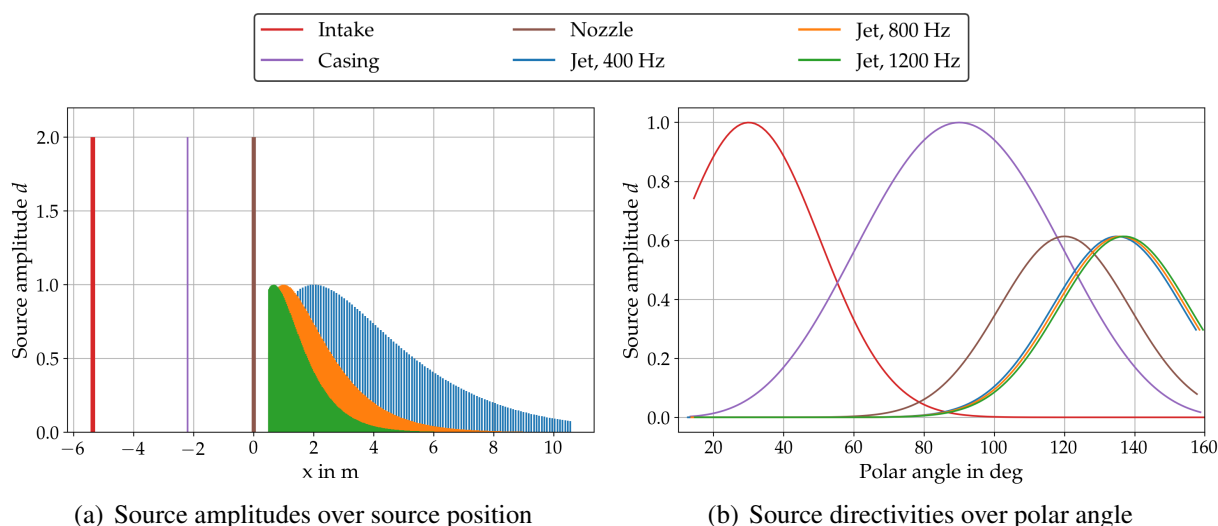 Intake Nozzle Jet, 800 Hz
Casing Jet, 400 Hz Jet, 1200 Hz
Source amplitude d
2.0
1.5
1.0
0.5
0.0
−6 −4 −2 0 2 4 6 8 10
x in m
(a) Source amplitudes over source position
Source amplitude d
1.0
0.8
0.6
0.4
0.2
0.0
20 40 60 80 100 120 140 160
Polar angle in deg
(b) Source directivities over polar angle